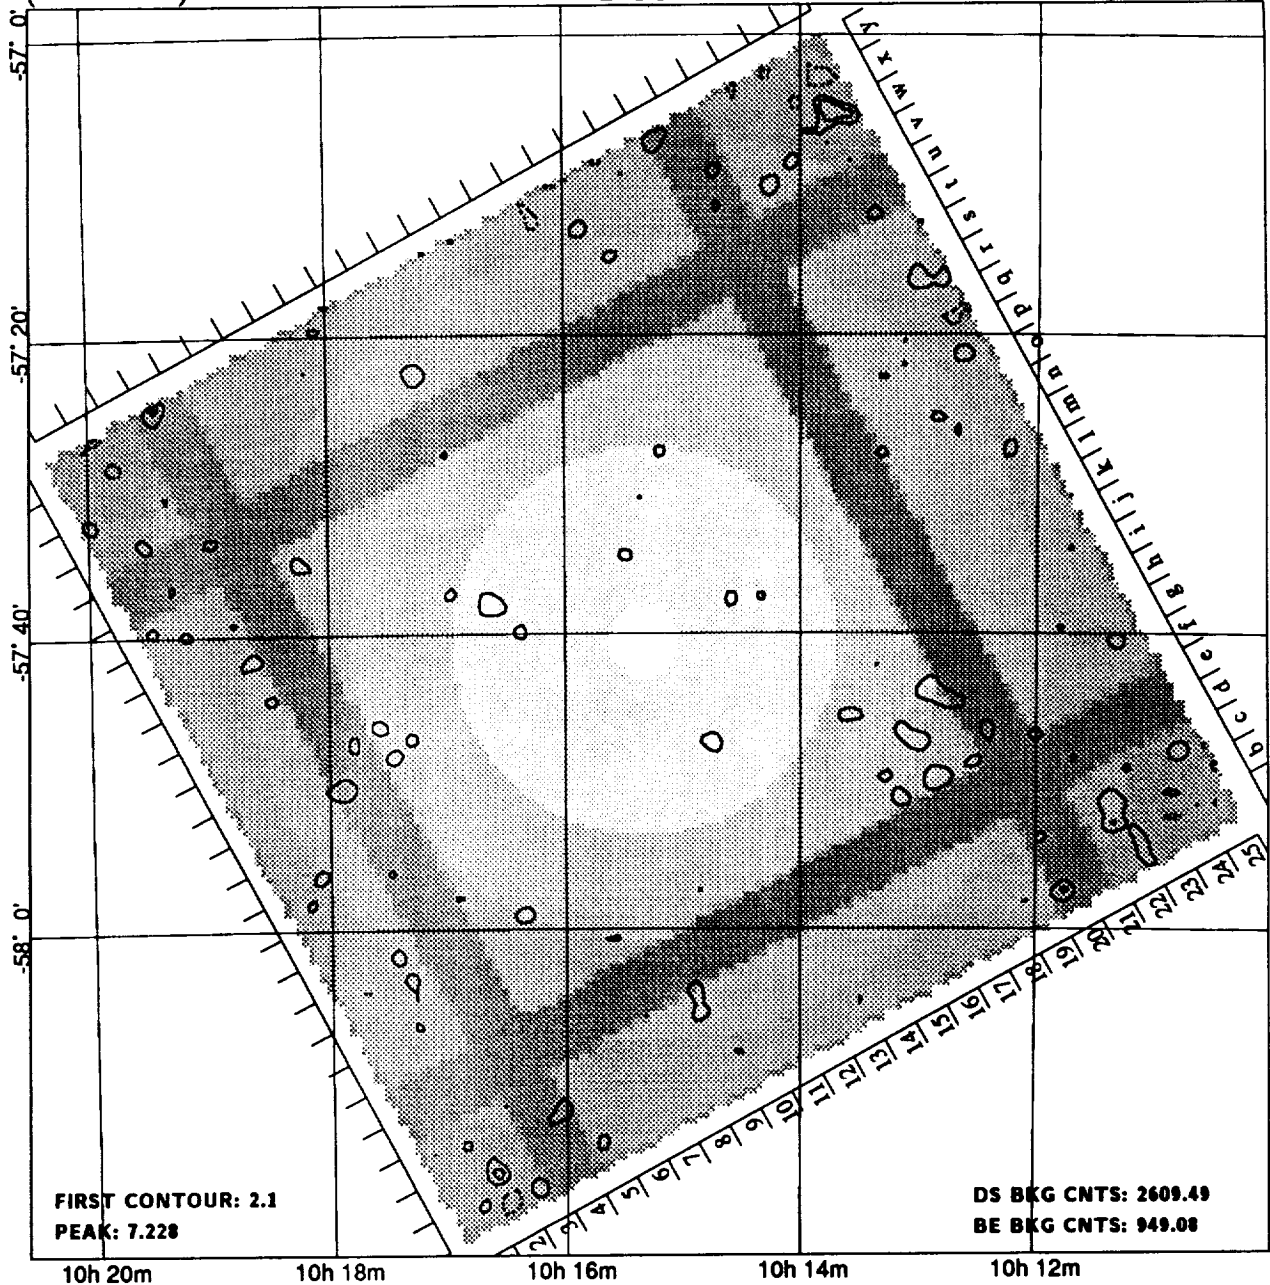 -57° 0'
-57° 20'
-57° 40'
-58° 0'
y
x
w
v
u
t
s
r
q
p
o
n
m
l
k
j
i
h
g
f
e
d
c
b
25
24
23
22
21
20
19
18
17
16
15
14
13
12
11
10
9
8
7
6
5
4
3
2
FIRST CONTOUR: 2.1
PEAK: 7.228
DS BKG CNTS: 2609.49
BE BKG CNTS: 949.08
10h 20m 10h 18m 10h 16m 10h 14m 10h 12m